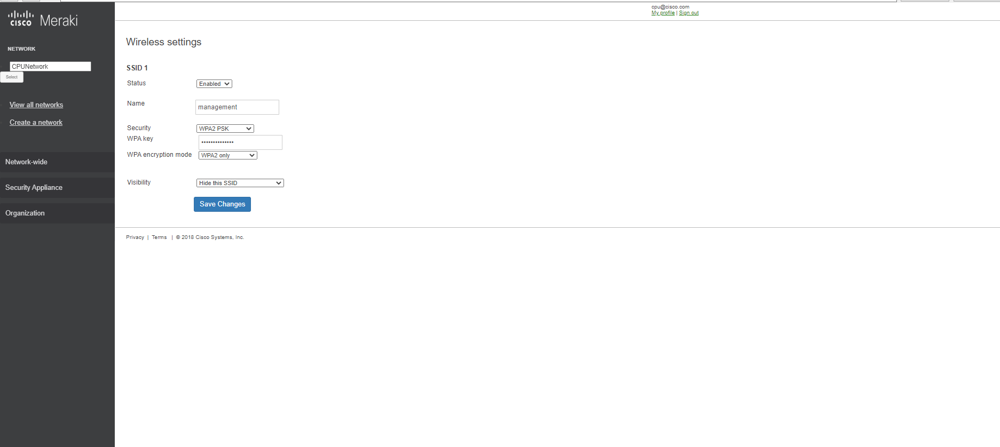 cisco Meraki
cpu@cisco.com
My profile | Sign out
NETWORK
CPUNetwork
Select
View all networks
Create a network
Network-wide
Security Appliance
Organization
Wireless settings
SSID 1
Status Enabled
Name management
Security WPA2 PSK
WPA key ••••••••••••••
WPA encryption mode WPA2 only
Visibility Hide this SSID
Save Changes
Privacy | Terms | © 2018 Cisco Systems, Inc.